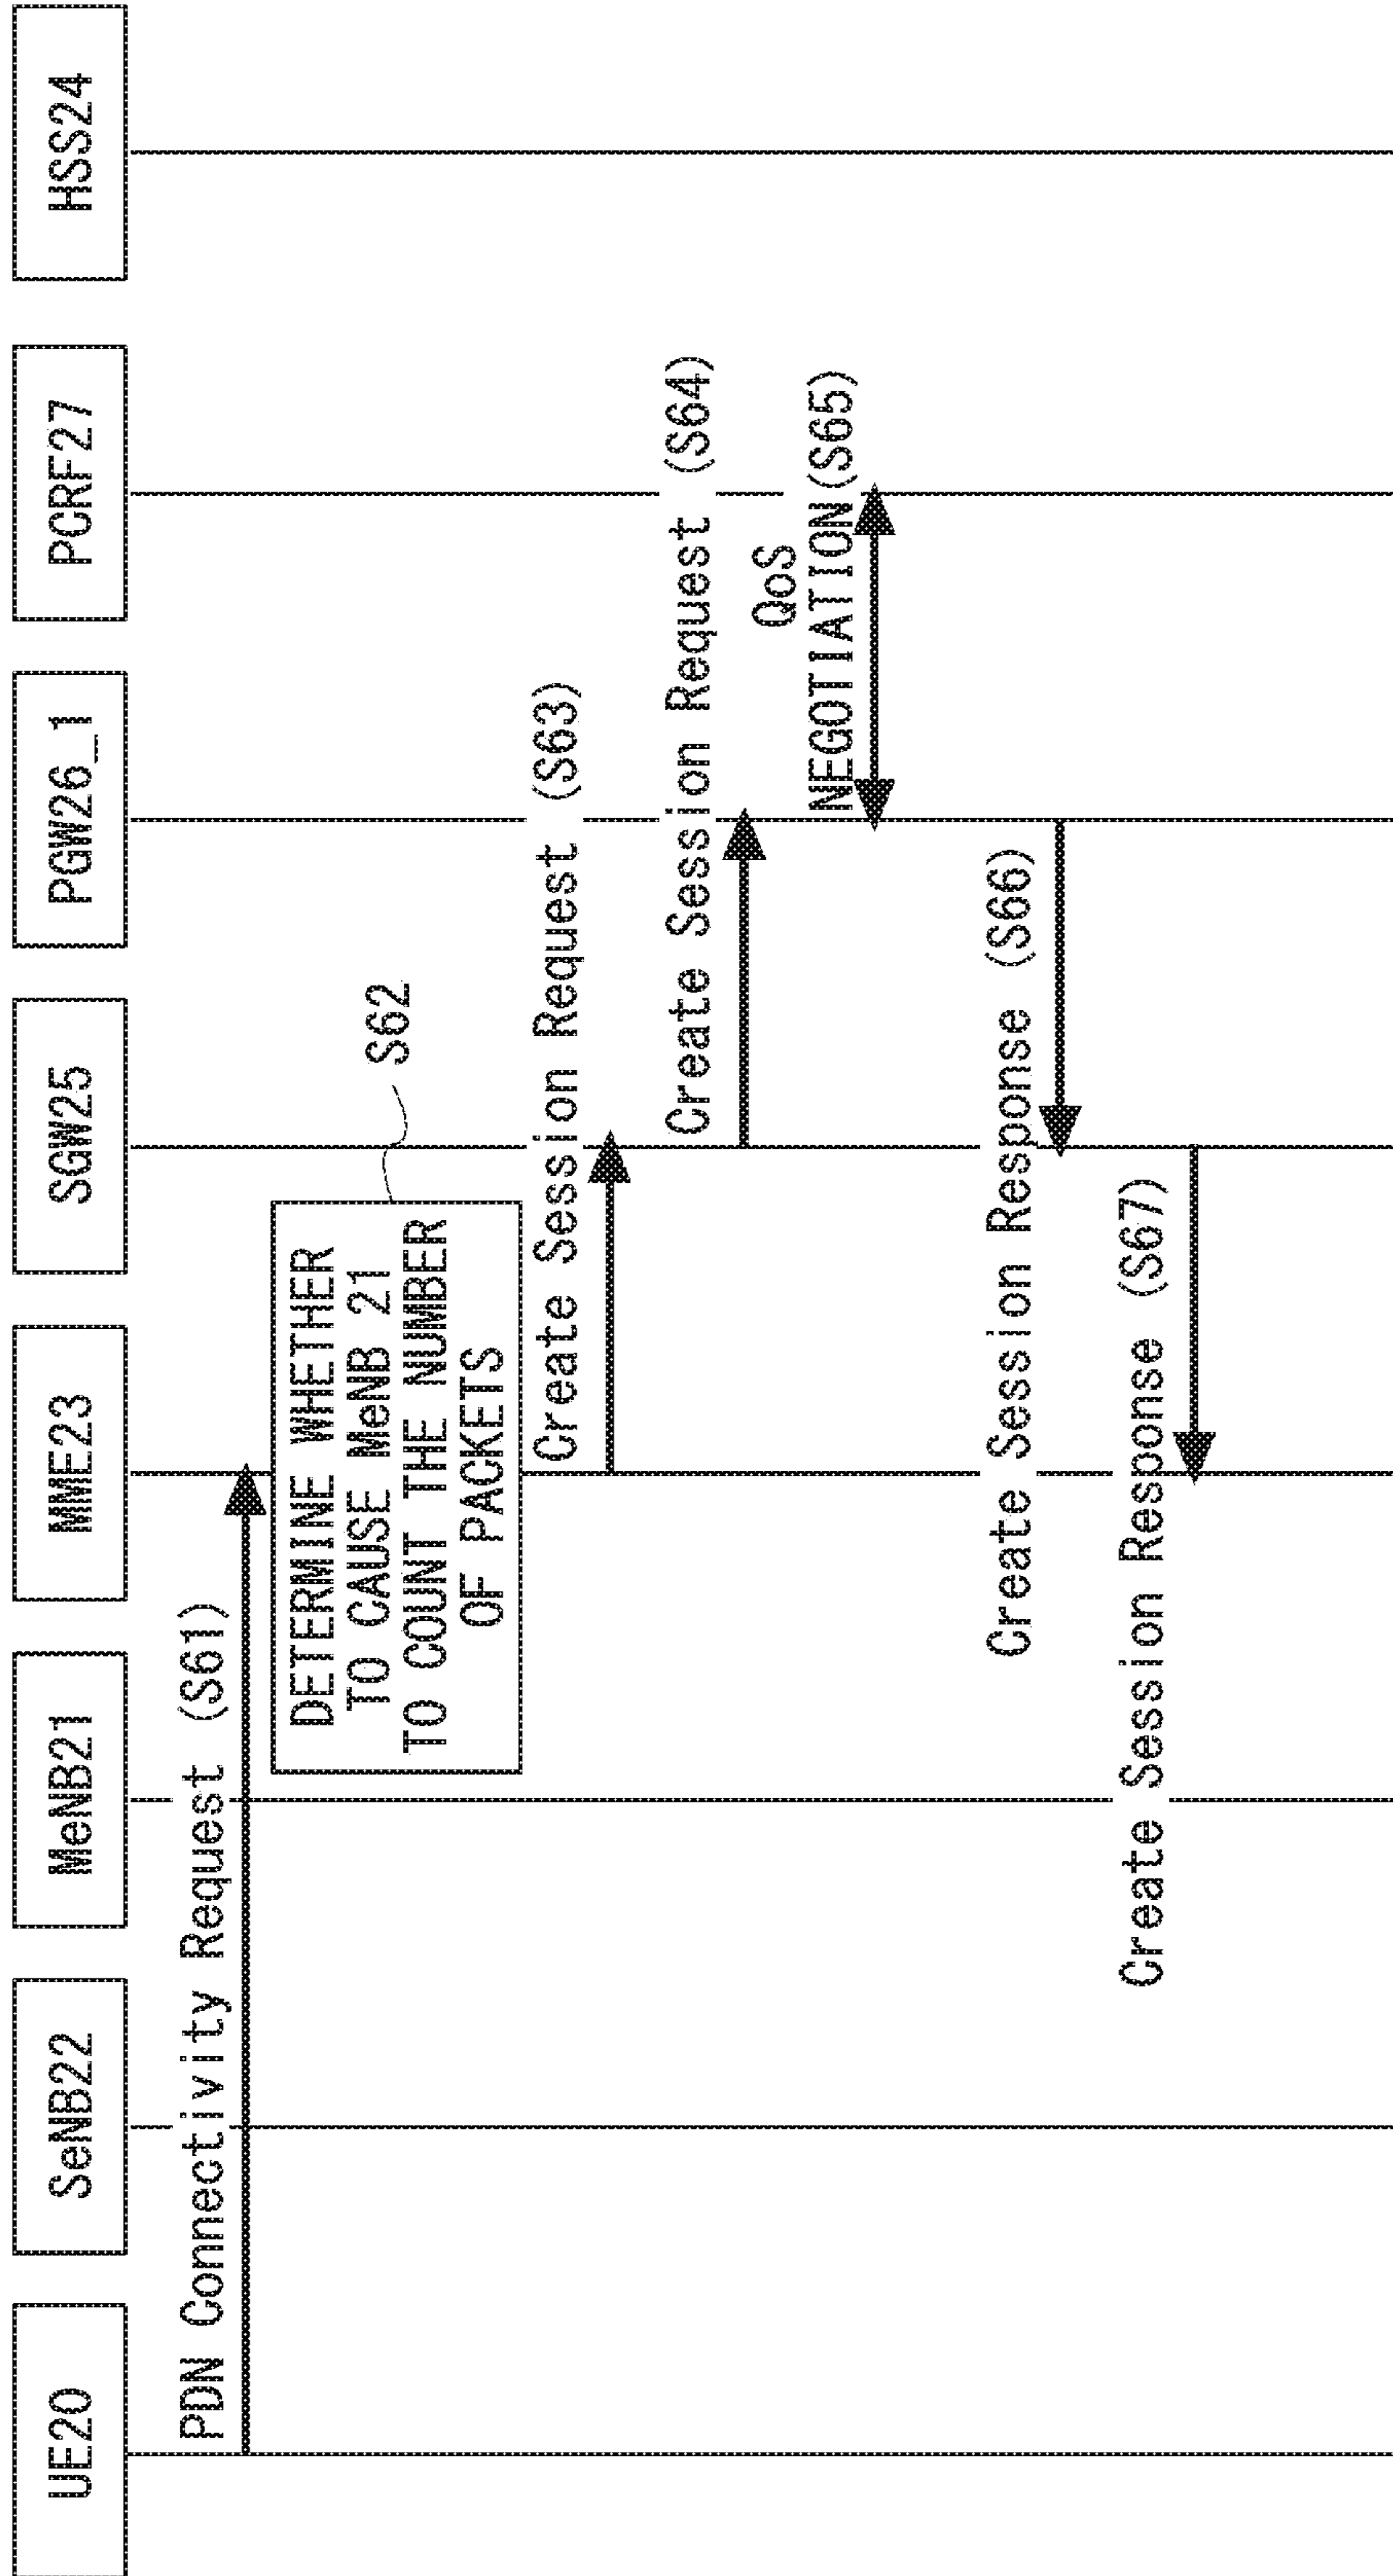 UE20
SeNB22
MeNB21
MME23
SGW25
PGW26_1
PCRF27
HSS24
PDN Connectivity Request (S61)
DETERMINE WHETHER
TO CAUSE MeNB 21
TO COUNT THE NUMBER
OF PACKETS
S62
Create Session Request (S63)
Create Session Request (S64)
QoS
NEGOTIATION(S65)
Create Session Response (S66)
Create Session Response (S67)